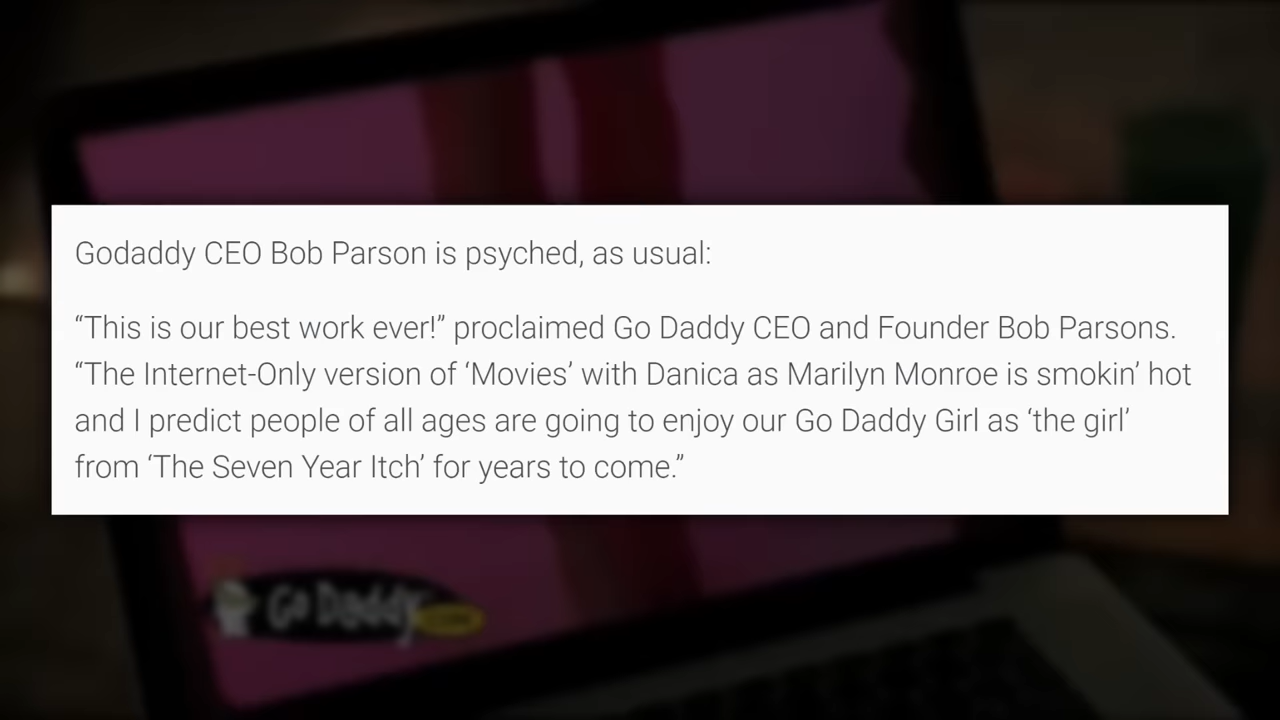 Godaddy CEO Bob Parson is psyched, as usual:
“This is our best work ever!” proclaimed Go Daddy CEO and Founder Bob Parsons.
“The Internet-Only version of ‘Movies’ with Danica as Marilyn Monroe is smokin’ hot
and I predict people of all ages are going to enjoy our Go Daddy Girl as ‘the girl’
from ‘The Seven Year Itch’ for years to come.”
Go Daddy